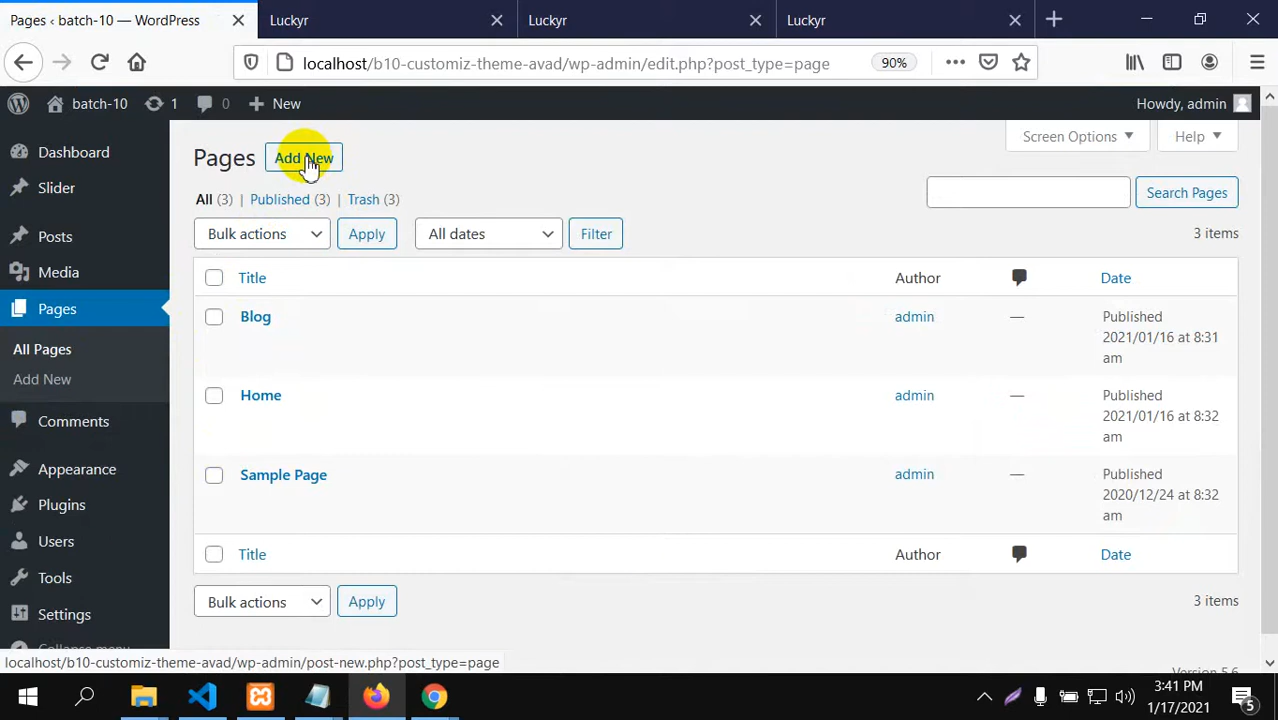 Pages ‹ batch-10 — WordPress
Luckyr
Luckyr
Luckyr
localhost/b10-customiz-theme-avad/wp-admin/edit.php?post_type=page
90%
batch-10
1
0
New
Howdy, admin
Dashboard
Slider
Posts
Media
Pages
All Pages
Add New
Comments
Appearance
Plugins
Users
Tools
Settings
Collapse menu
Pages
Add New
Screen Options
Help
All (3) | Published (3) | Trash (3)
Search Pages
Bulk actions
Apply
All dates
Filter
3 items
Title
Author
Date
Blog
admin
—
Published
2021/01/16 at 8:31
am
Home
admin
—
Published
2021/01/16 at 8:32
am
Sample Page
admin
—
Published
2020/12/24 at 8:32
am
Title
Author
Date
Bulk actions
Apply
3 items
Version 5.6
localhost/b10-customiz-theme-avad/wp-admin/post-new.php?post_type=page
3:41 PM
1/17/2021
5